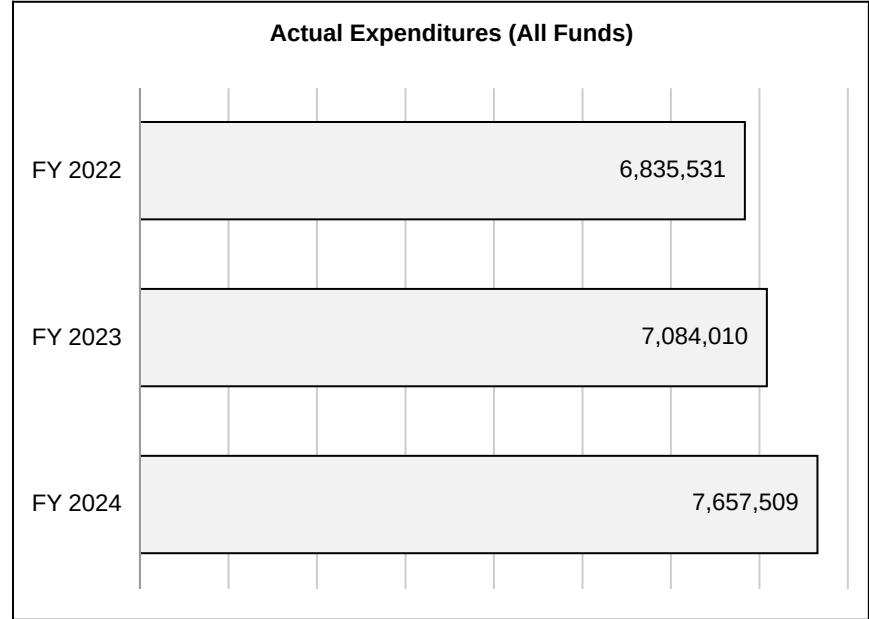 Actual Expenditures (All Funds)
FY 2022
6,835,531
FY 2023
7,084,010
FY 2024
7,657,509